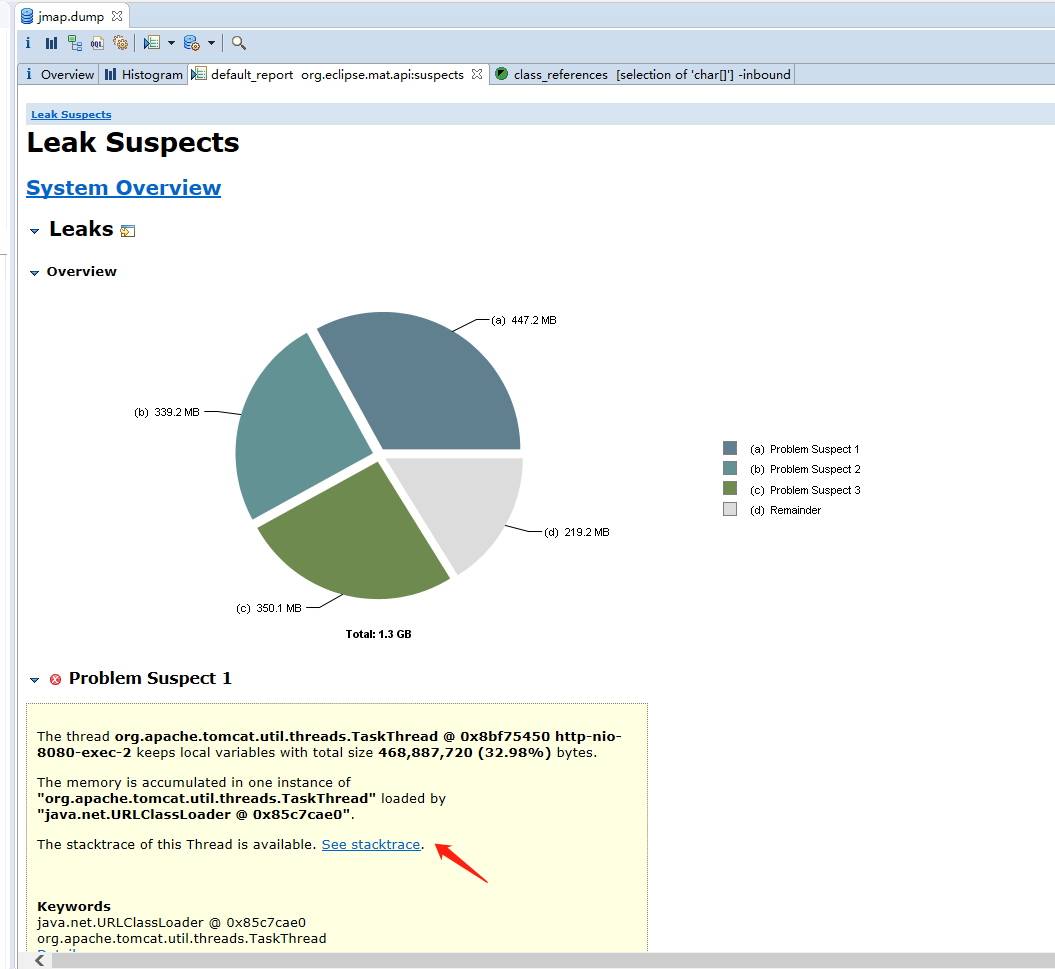 jmap.dump
Overview Histogram default_report org.eclipse.mat.api:suspects class_references [selection of 'char[]'] -inbound
Leak Suspects
Leak Suspects
System Overview
Leaks
Overview
(a) 447.2 MB
(b) 339.2 MB
(a) Problem Suspect 1
(b) Problem Suspect 2
(c) Problem Suspect 3
(d) Remainder
(d) 219.2 MB
(c) 350.1 MB
Total: 1.3 GB
Problem Suspect 1
The thread org.apache.tomcat.util.threads.TaskThread @ 0x8bf75450 http-nio-
8080-exec-2 keeps local variables with total size 468,887,720 (32.98%) bytes.
The memory is accumulated in one instance of
"org.apache.tomcat.util.threads.TaskThread" loaded by
"java.net.URLClassLoader @ 0x85c7cae0".
The stacktrace of this Thread is available. See stacktrace.
Keywords
java.net.URLClassLoader @ 0x85c7cae0
org.apache.tomcat.util.threads.TaskThread